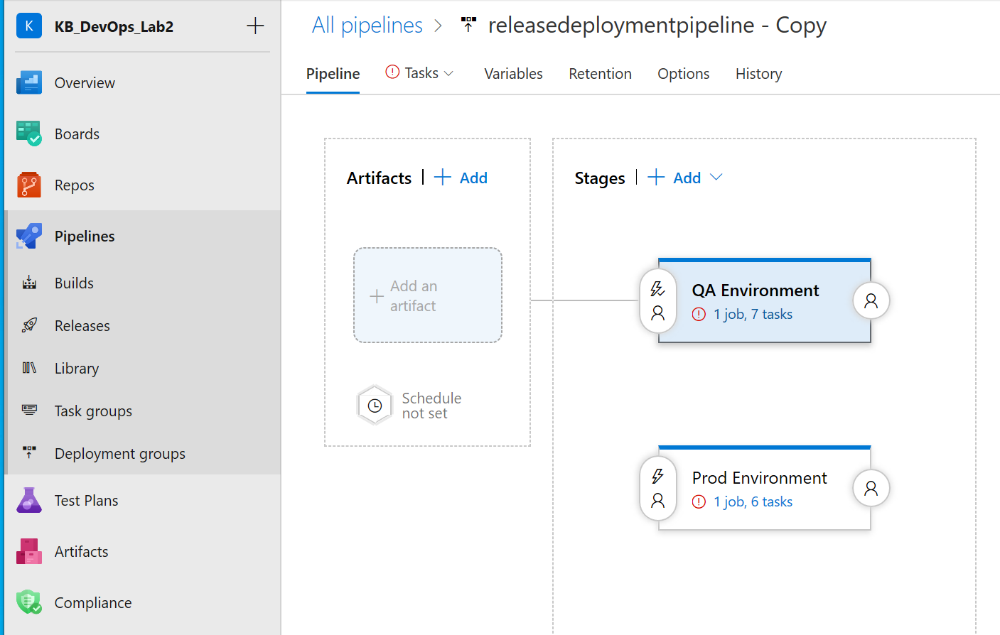 K
KB_DevOps_Lab2
Overview
Boards
Repos
Pipelines
Builds
Releases
Library
Task groups
Deployment groups
Test Plans
Artifacts
Compliance
All pipelines > releasedeploymentpipeline - Copy
Pipeline
Tasks
Variables
Retention
Options
History
Artifacts | + Add
Add an
artifact
Schedule
not set
Stages | + Add
QA Environment
1 job, 7 tasks
Prod Environment
1 job, 6 tasks